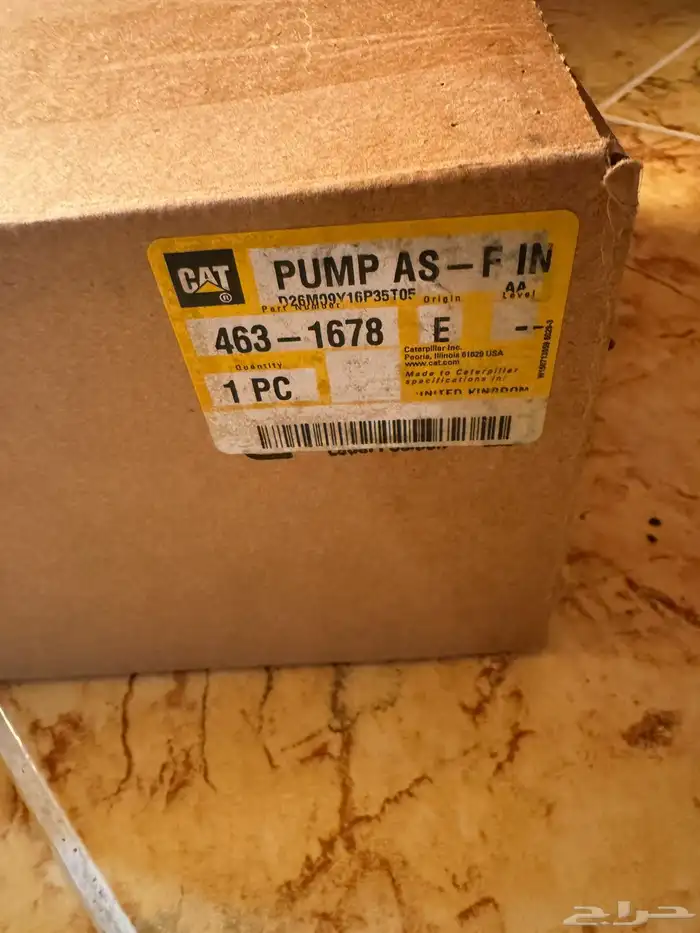 CAT®
PUMP AS-F IN
D26M09Y16P35T05
AA
Part Number
Origin
Level
463-1678
E
--
Quantity
1 PC
Caterpillar Inc.
Peoria, Illinois 61629 USA
www.cat.com
Made to Caterpillar
specifications in:
UNITED KINGDOM
حراج